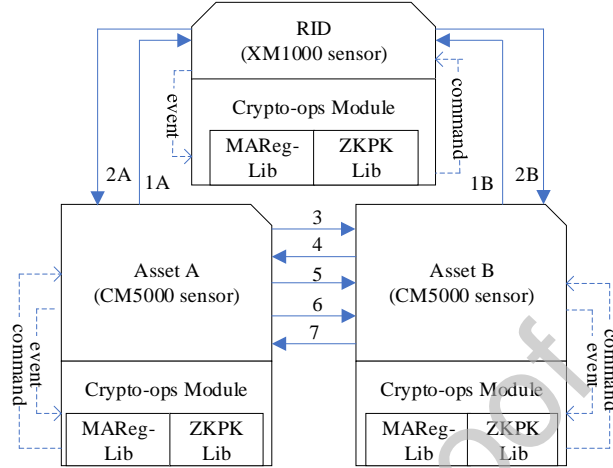 RID
(XM1000 sensor)
event
command
Crypto-ops Module
MAReg-
Lib
ZKPK
Lib
2A
1A
1B
2B
3
4
5
6
7
Asset A
(CM5000 sensor)
command
event
Crypto-ops Module
MAReg-
Lib
ZKPK
Lib
Asset B
(CM5000 sensor)
event
command
Crypto-ops Module
MAReg-
Lib
ZKPK
Lib